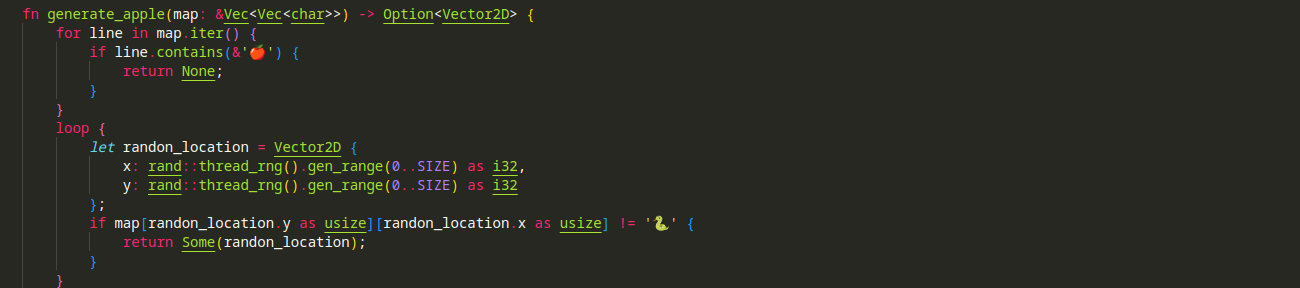 fn generate_apple(map: &Vec<Vec<char>>) -> Option<Vector2D> {
    for line in map.iter() {
        if line.contains(&'🍎') {
            return None;
        }
    }
    loop {
        let randon_location = Vector2D {
            x: rand::thread_rng().gen_range(0..SIZE) as i32,
            y: rand::thread_rng().gen_range(0..SIZE) as i32
        };
        if map[randon_location.y as usize][randon_location.x as usize] != '🐍' {
            return Some(randon_location);
        }
    }